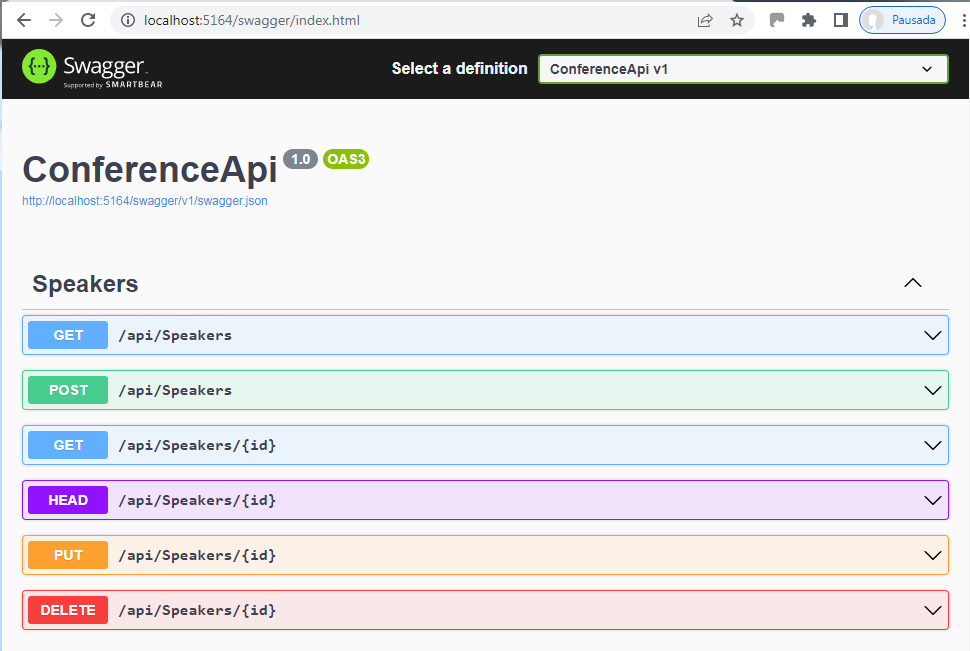 localhost:5164/swagger/index.html
Pausada
{··}
Swagger.
Supported by SMARTBEAR
Select a definition
ConferenceApi v1
ConferenceApi 1.0 OAS3
http://localhost:5164/swagger/v1/swagger.json
Speakers
GET /api/Speakers
POST /api/Speakers
GET /api/Speakers/{id}
HEAD /api/Speakers/{id}
PUT /api/Speakers/{id}
DELETE /api/Speakers/{id}